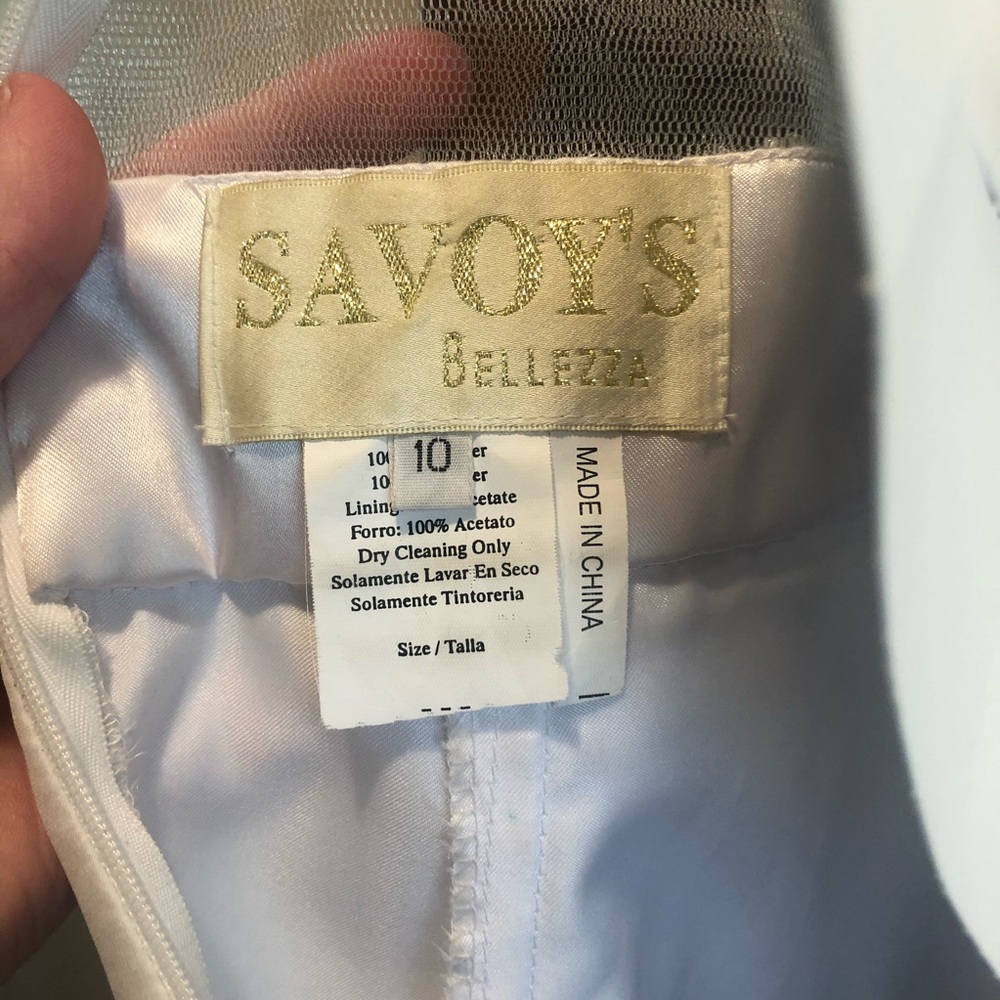 SAVOY'S
BELLEZZA
10
Lining
Forro: 100% Acetato
Dry Cleaning Only
Solamente Lavar En Seco
Solamente Tintoreria
Size / Talla
MADE IN CHINA